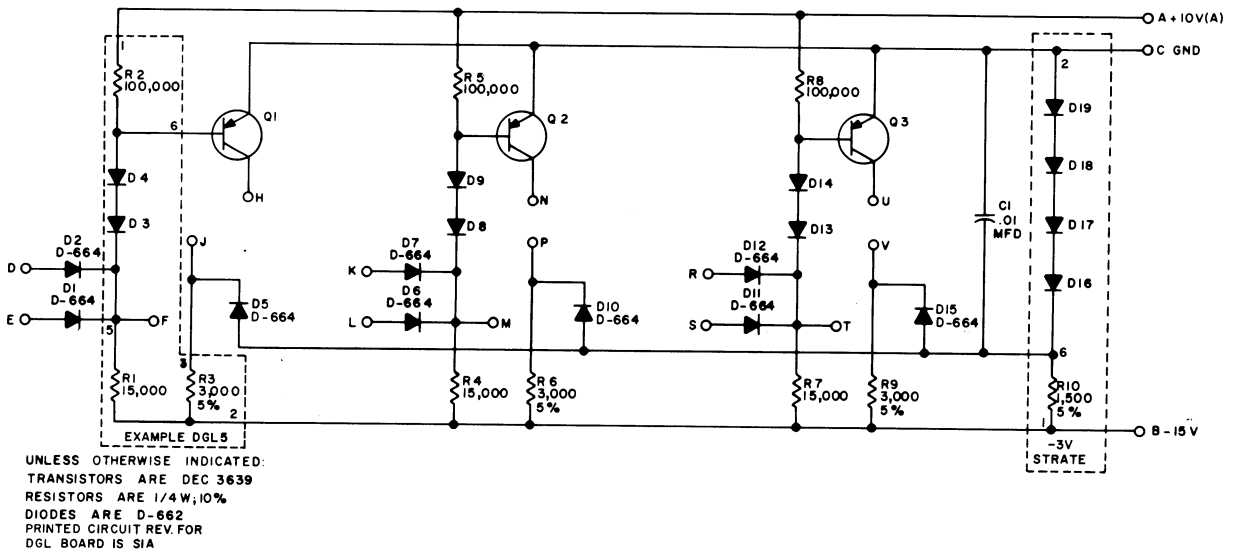 A+10V(A)
C GND
1
2
R2
100,000
R5
100,000
R8
100,000
D19
6
Q1
Q2
Q3
D4
D9
D14
D18
H
N
U
C1
.01
MFD
D3
D8
D13
D17
J
P
V
D2
D-664
D7
D-664
D12
D-664
D
K
R
D16
D1
D-664
D6
D-664
D11
D-664
D5
D-664
D10
D-664
D15
D-664
E
F
L
M
S
T
5
6
3
R1
15,000
R3
3,000
5%
R4
15,000
R6
3,000
5%
R7
15,000
R9
3,000
5%
R10
1,500
5%
2
1
B-15V
EXAMPLE DGL5
-3V
STRATE
UNLESS OTHERWISE INDICATED:
TRANSISTORS ARE DEC 3639
RESISTORS ARE 1/4W;10%
DIODES ARE D-662
PRINTED CIRCUIT REV. FOR
DGL BOARD IS S1A